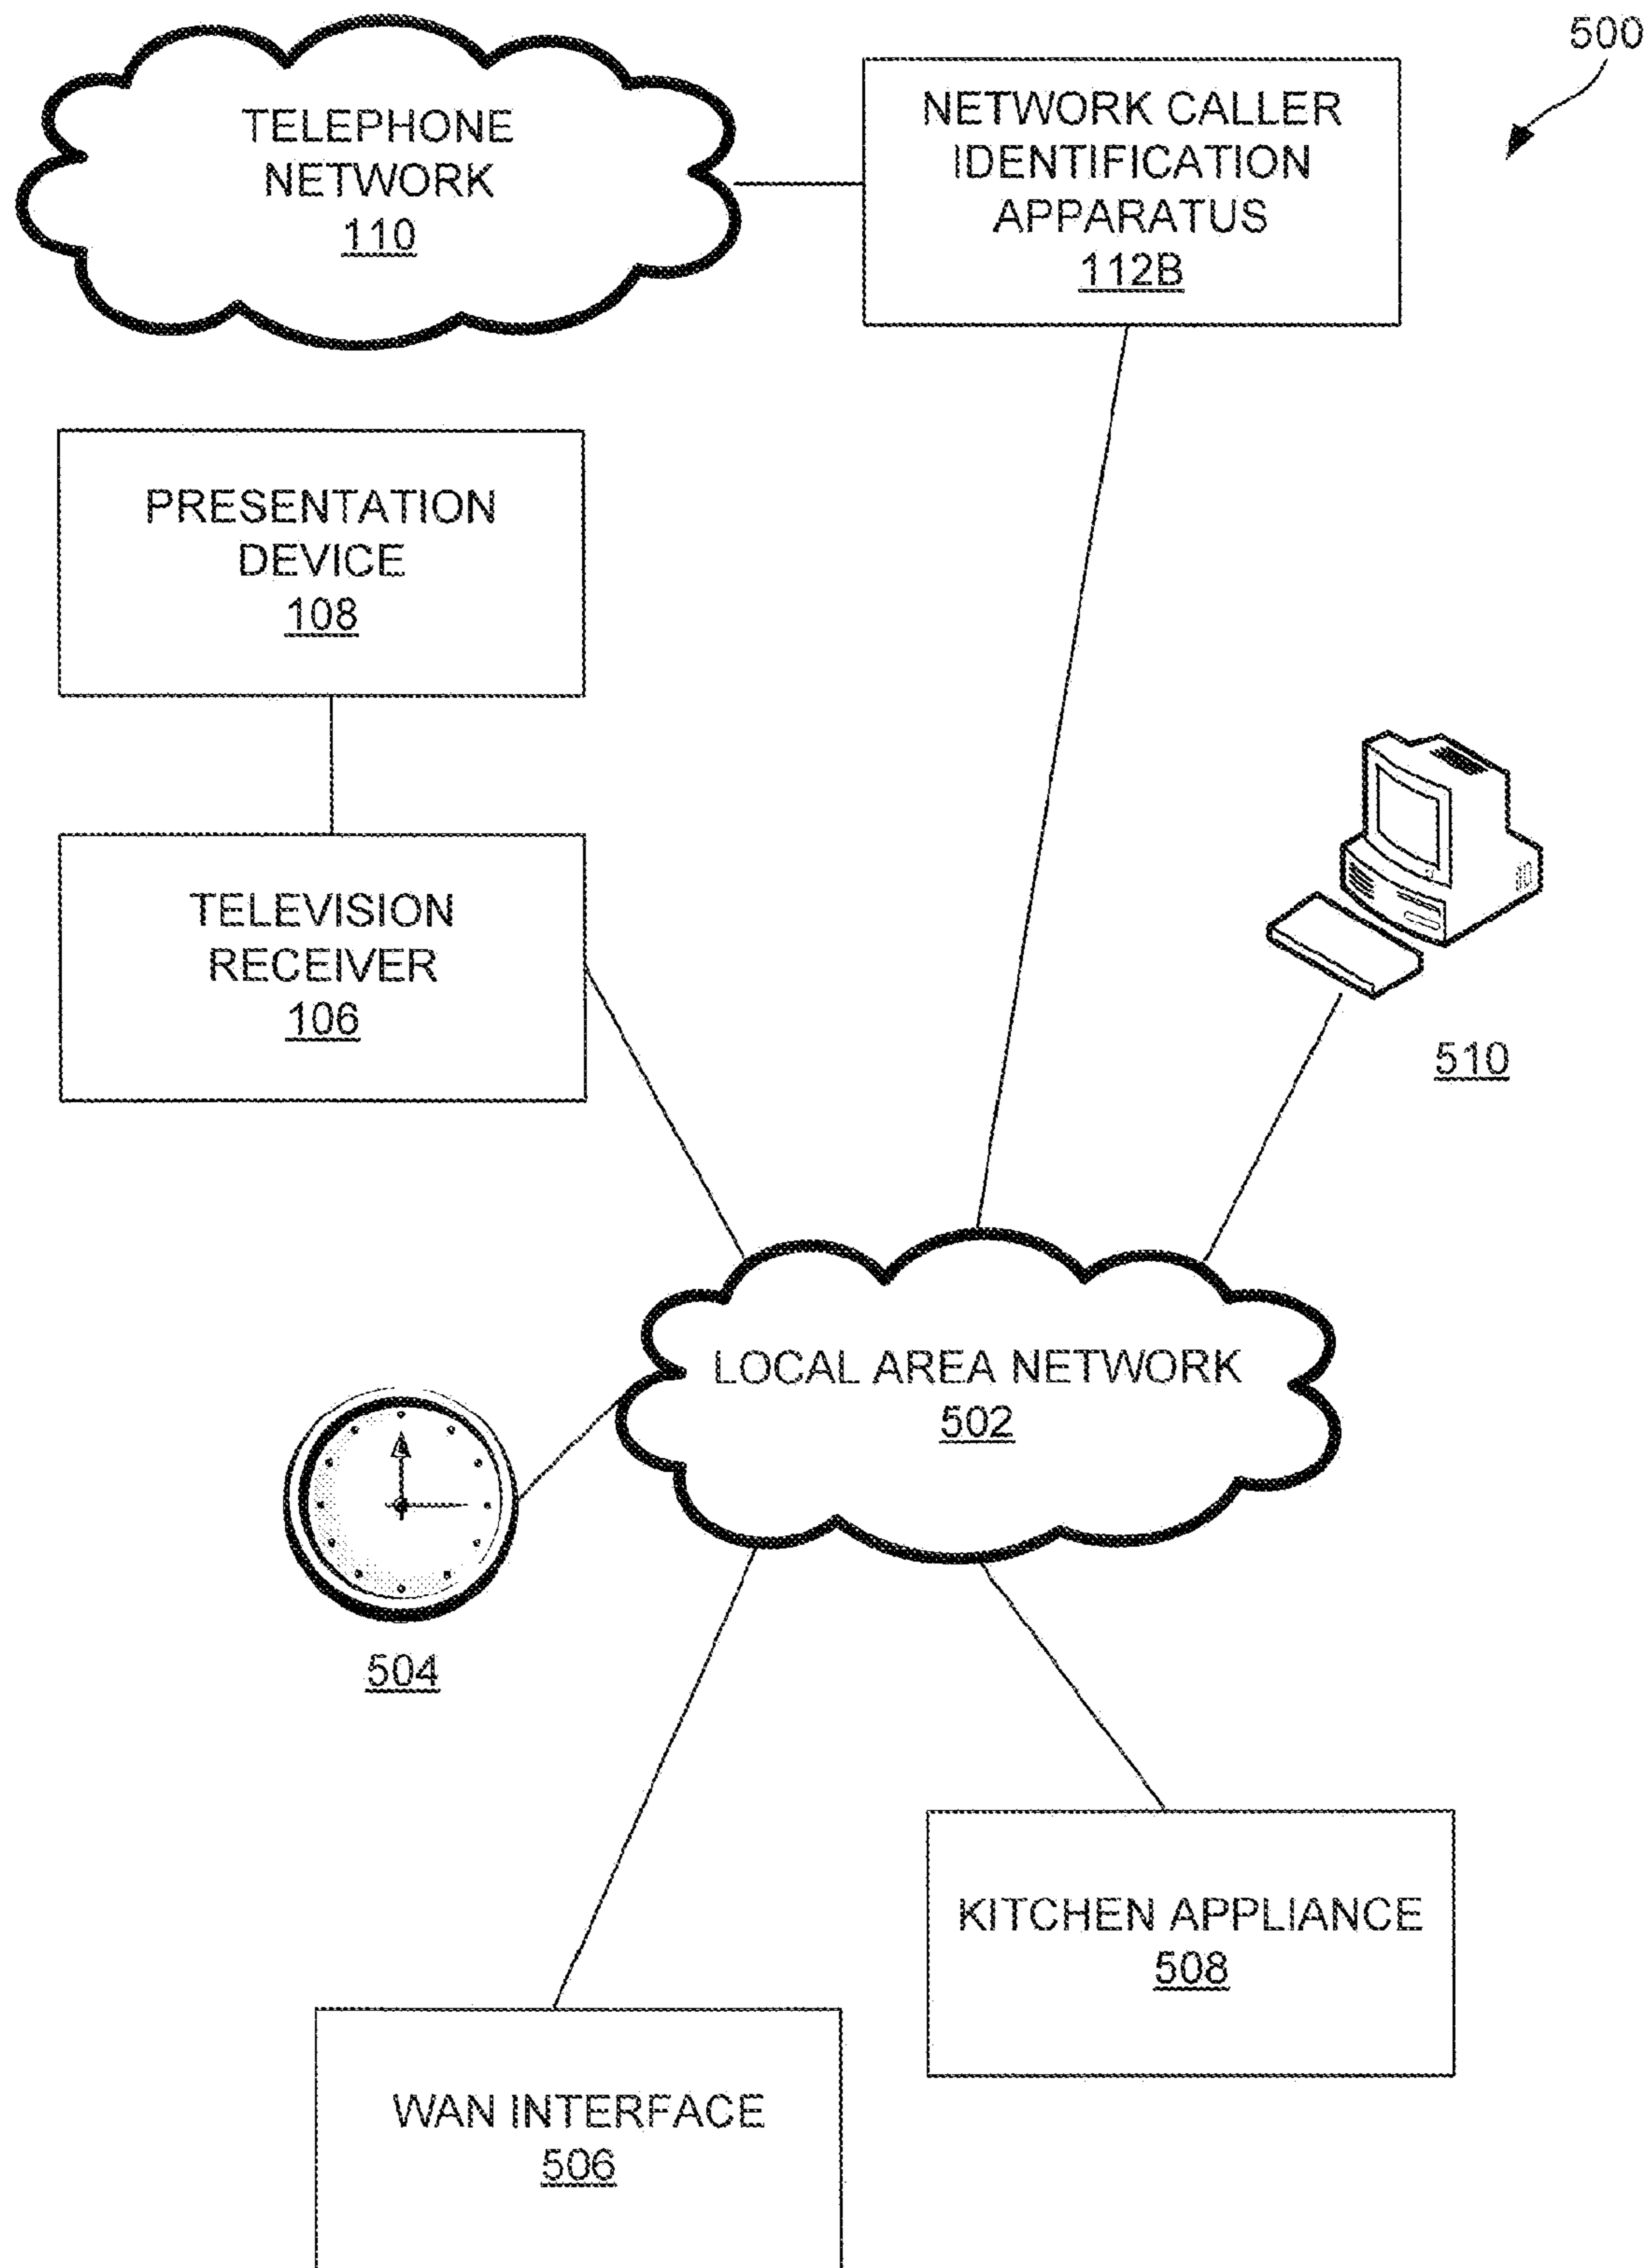 500
TELEPHONE
NETWORK
110
NETWORK CALLER
IDENTIFICATION
APPARATUS
112B
PRESENTATION
DEVICE
108
TELEVISION
RECEIVER
106
510
LOCAL AREA NETWORK
502
504
KITCHEN APPLIANCE
508
WAN INTERFACE
506